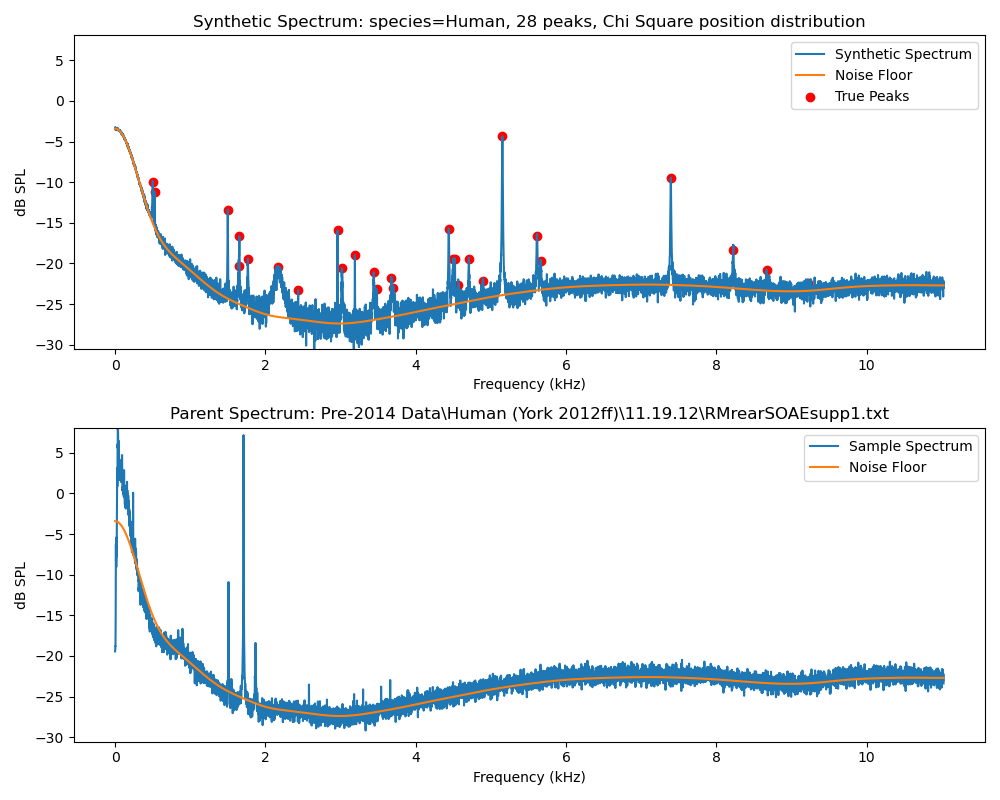 Synthetic Spectrum: species=Human, 28 peaks, Chi Square position distribution
5
0
−5
−10
−15
−20
−25
−30
dB SPL
Synthetic Spectrum
Noise Floor
True Peaks
0 2 4 6 8 10
Frequency (kHz)
Parent Spectrum: Pre-2014 Data\Human (York 2012ff)\11.19.12\RMrearSOAEsupp1.txt
5
0
−5
−10
−15
−20
−25
−30
dB SPL
Sample Spectrum
Noise Floor
0 2 4 6 8 10
Frequency (kHz)